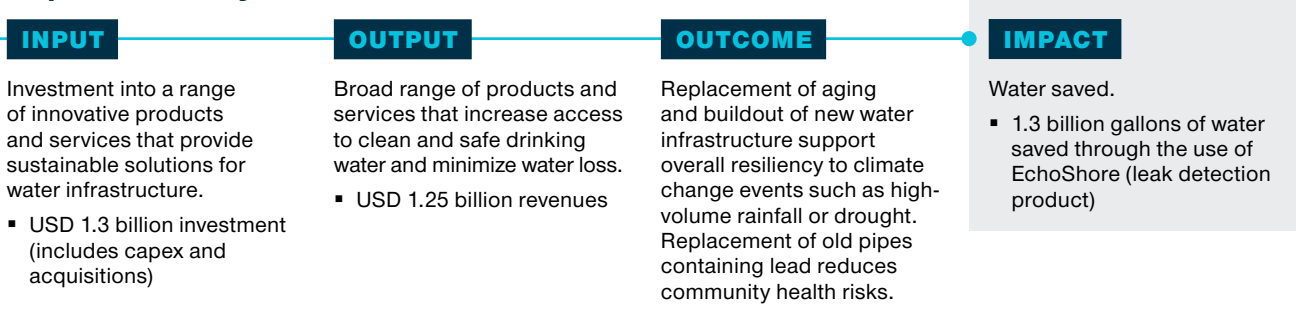 INPUT
Investment into a range
of innovative products
and services that provide
sustainable solutions for
water infrastructure.
▪ USD 1.3 billion investment
(includes capex and
acquisitions)
OUTPUT
Broad range of products and
services that increase access
to clean and safe drinking
water and minimize water loss.
▪ USD 1.25 billion revenues
OUTCOME
Replacement of aging
and buildout of new water
infrastructure support
overall resiliency to climate
change events such as high-
volume rainfall or drought.
Replacement of old pipes
containing lead reduces
community health risks.
IMPACT
Water saved.
▪ 1.3 billion gallons of water
saved through the use of
EchoShore (leak detection
product)